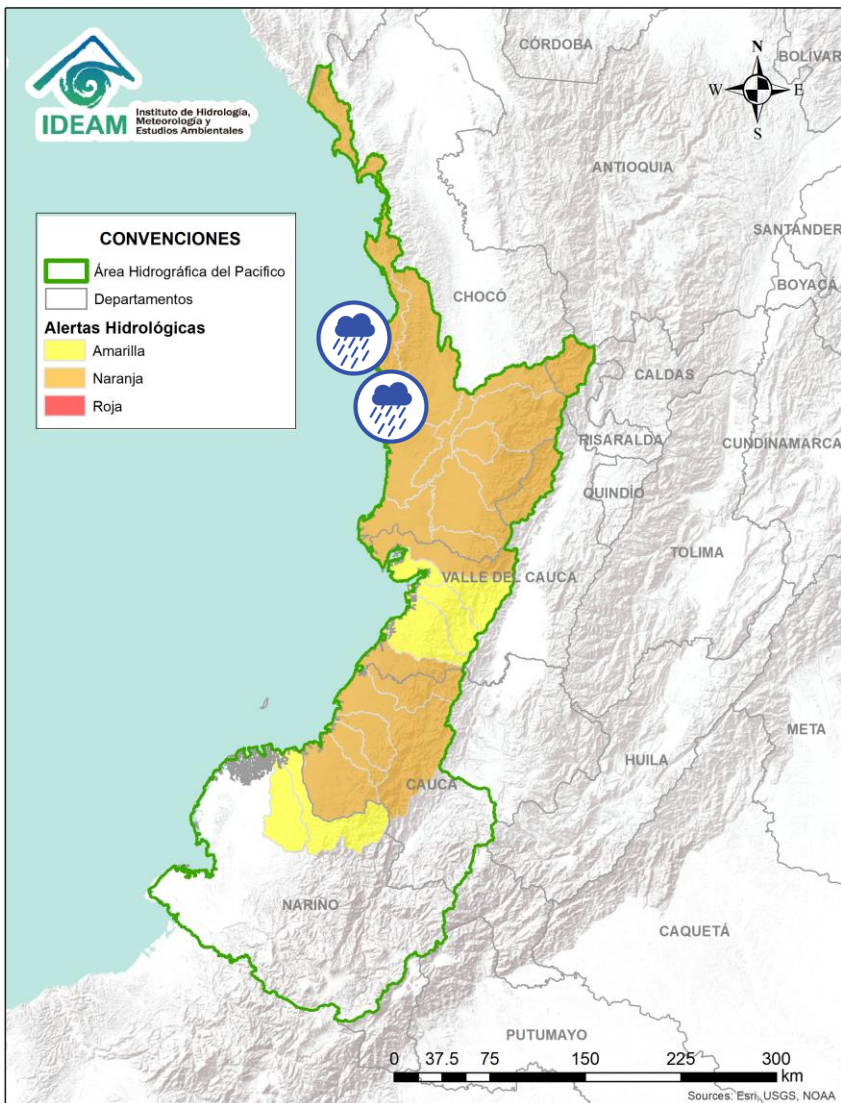 IDEAM
Instituto de Hidrología,
Meteorología y
Estudios Ambientales
CÓRDOBA
BOLÍVAR
N
W
E
S
ANTIOQUIA
SANTANDER
BOYACÁ
CONVENCIONES
Área Hidrográfica del Pacifico
Departamentos
Alertas Hidrológicas
Amarilla
Naranja
Roja
CHOCÓ
CALDAS
RISARALDA
CUNDINAMARCA
QUINDÍO
TOLIMA
VALLE DEL CAUCA
META
HUILA
CAUCA
NARIÑO
CAQUETÁ
PUTUMAYO
0 37.5 75 150 225 300
km
Sources: Esri, USGS, NOAA